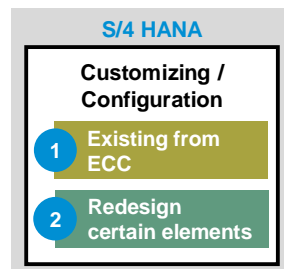 S/4 HANA
Customizing /
Configuration
1
Existing from
ECC
2
Redesign
certain elements